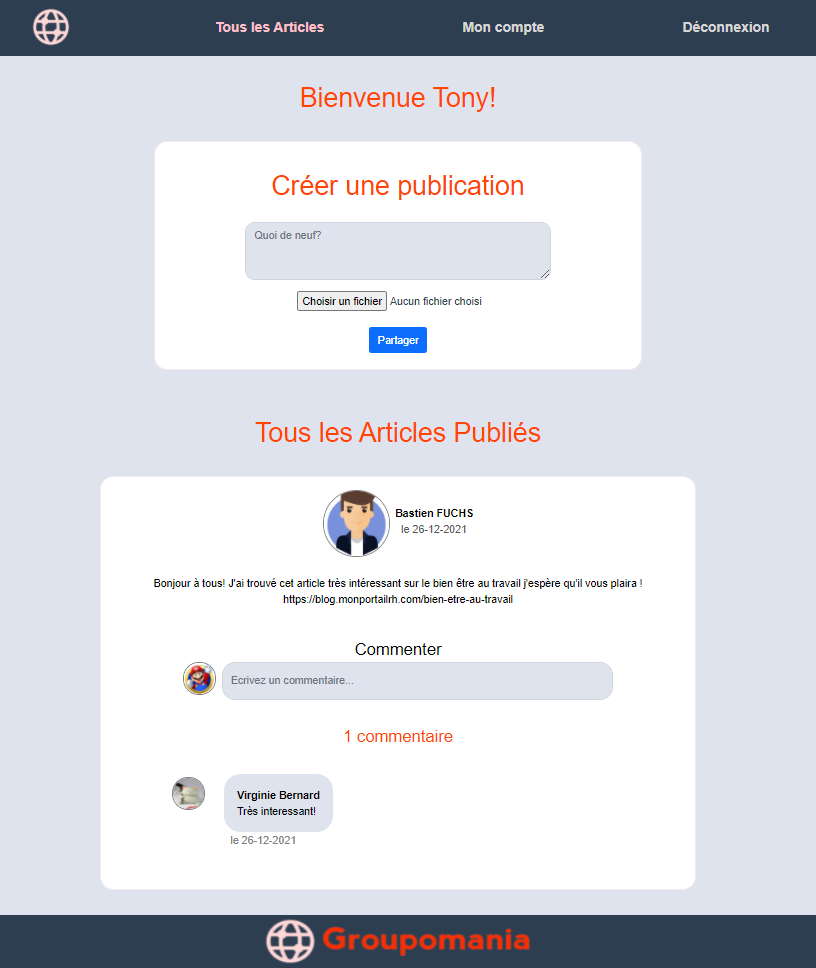 Tous les Articles
Mon compte
Déconnexion
Bienvenue Tony!
Créer une publication
Quoi de neuf?
Choisir un fichier Aucun fichier choisi
Partager
Tous les Articles Publiés
Bastien FUCHS
le 26-12-2021
Bonjour à tous! J'ai trouvé cet article très intéressant sur le bien être au travail j'espère qu'il vous plaira !
https://blog.monportailrh.com/bien-etre-au-travail
Commenter
Ecrivez un commentaire...
1 commentaire
Virginie Bernard
Très interessant!
le 26-12-2021
Groupomania